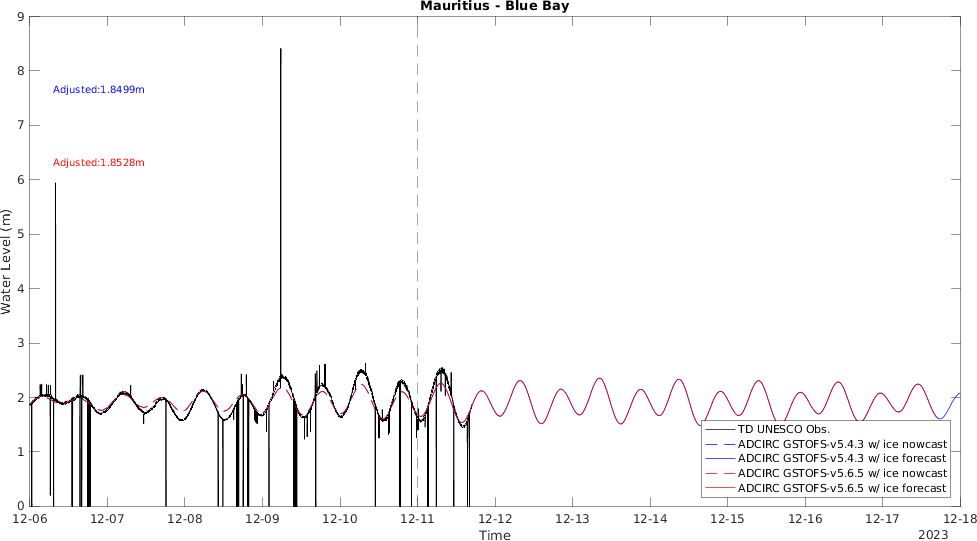 Mauritius - Blue Bay
9
8
7
6
5
4
3
2
1
0
Water Level (m)
Adjusted:1.8499m
Adjusted:1.8528m
TD UNESCO Obs.
ADCIRC GSTOFS-v5.4.3 w/ ice nowcast
ADCIRC GSTOFS-v5.4.3 w/ ice forecast
ADCIRC GSTOFS-v5.6.5 w/ ice nowcast
ADCIRC GSTOFS-v5.6.5 w/ ice forecast
12-06 12-07 12-08 12-09 12-10 12-11 12-12 12-13 12-14 12-15 12-16 12-17 12-18
Time
2023